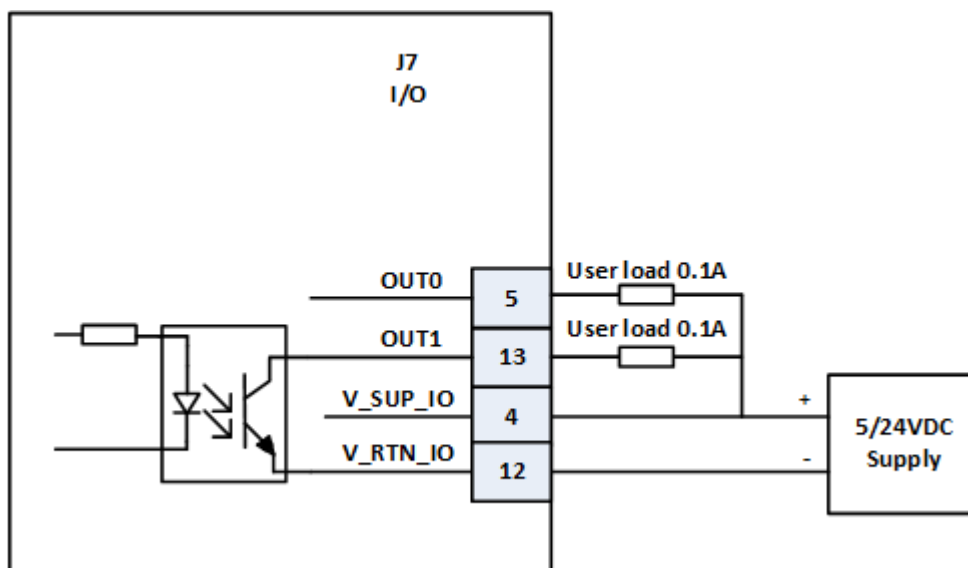 J7
I/O
OUT0
5
User load 0.1A
OUT1
13
User load 0.1A
V_SUP_IO
4
+
V_RTN_IO
12
-
5/24VDC
Supply